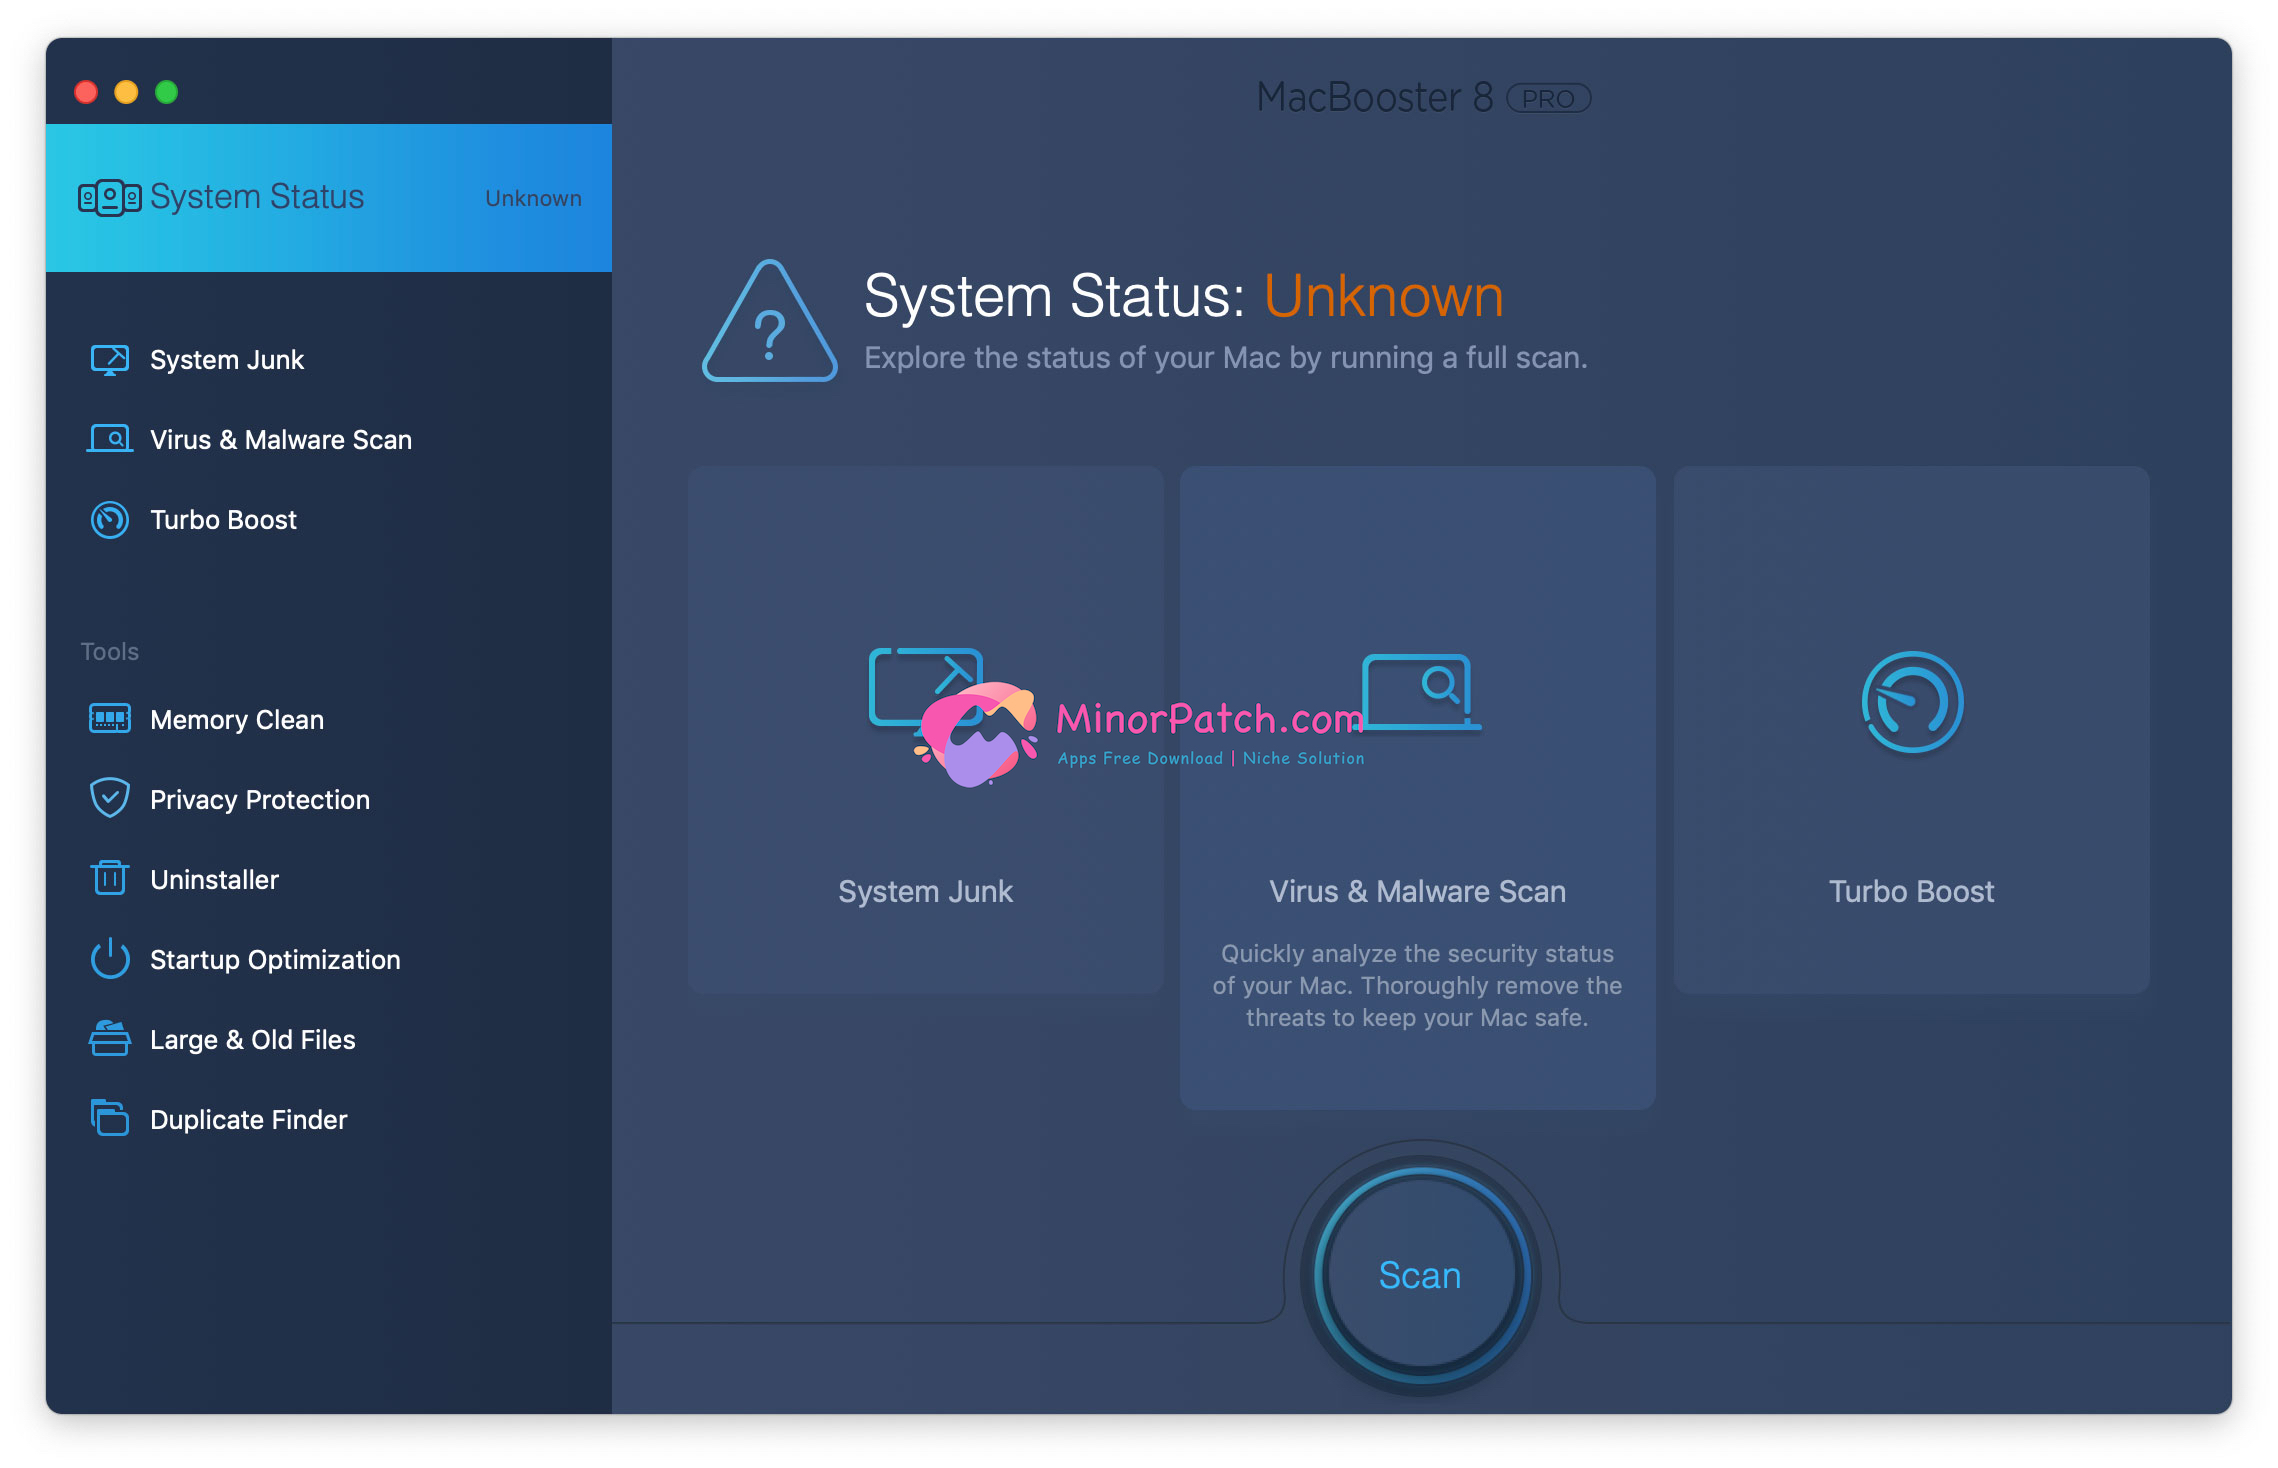 MacBooster 8 PRO
System Status Unknown
System Junk
Virus & Malware Scan
Turbo Boost
Tools
Memory Clean
Privacy Protection
Uninstaller
Startup Optimization
Large & Old Files
Duplicate Finder
System Status: Unknown
Explore the status of your Mac by running a full scan.
MinorPatch.com
Apps Free Download | Niche Solution
System Junk
Virus & Malware Scan
Quickly analyze the security status
of your Mac. Thoroughly remove the
threats to keep your Mac safe.
Turbo Boost
Scan